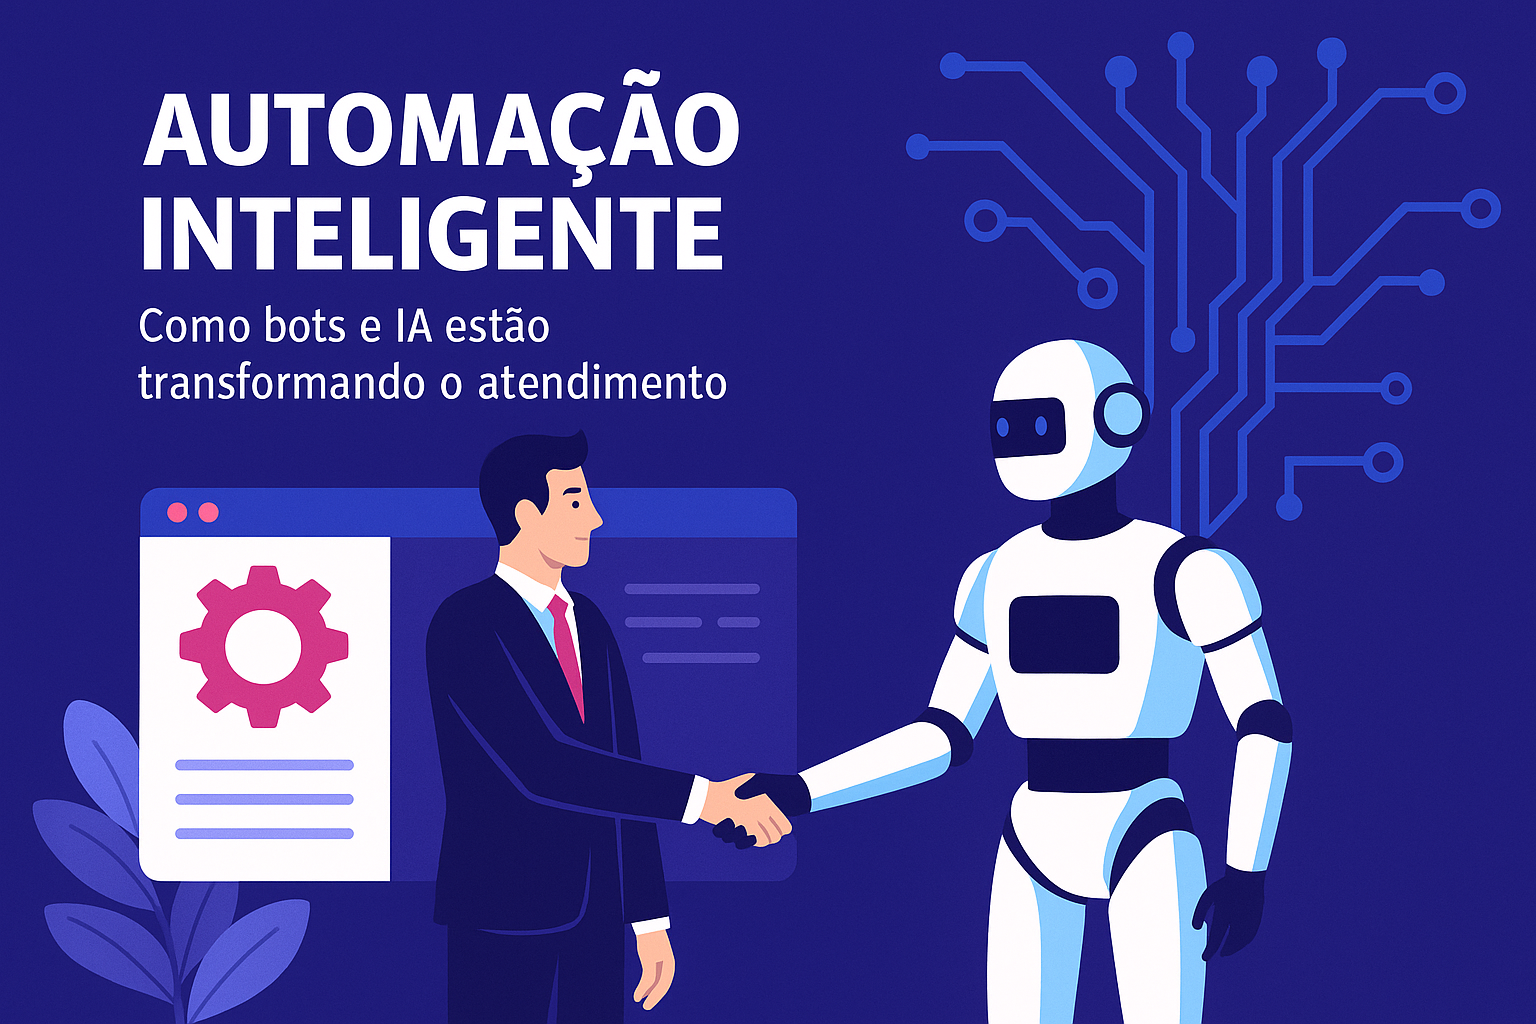 AUTOMAÇÃO
INTELIGENTE
Como bots e IA estão
transformando o atendimento